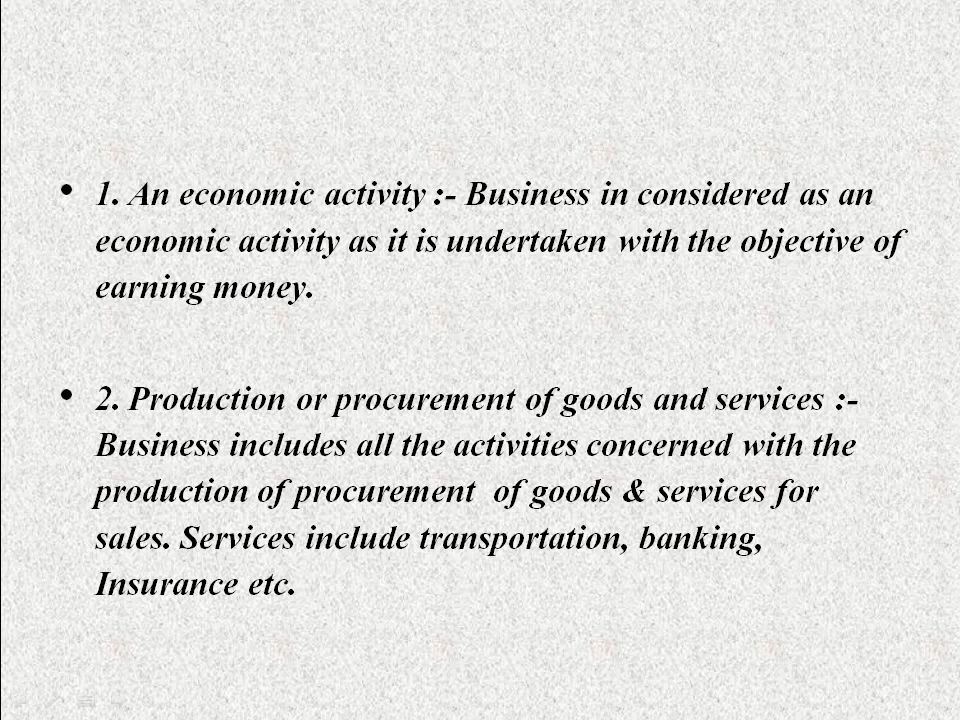 • 1. An economic activity :- Business in considered as an
economic activity as it is undertaken with the objective of
earning money.
• 2. Production or procurement of goods and services :-
Business includes all the activities concerned with the
production of procurement of goods & services for
sales. Services include transportation, banking,
Insurance etc.